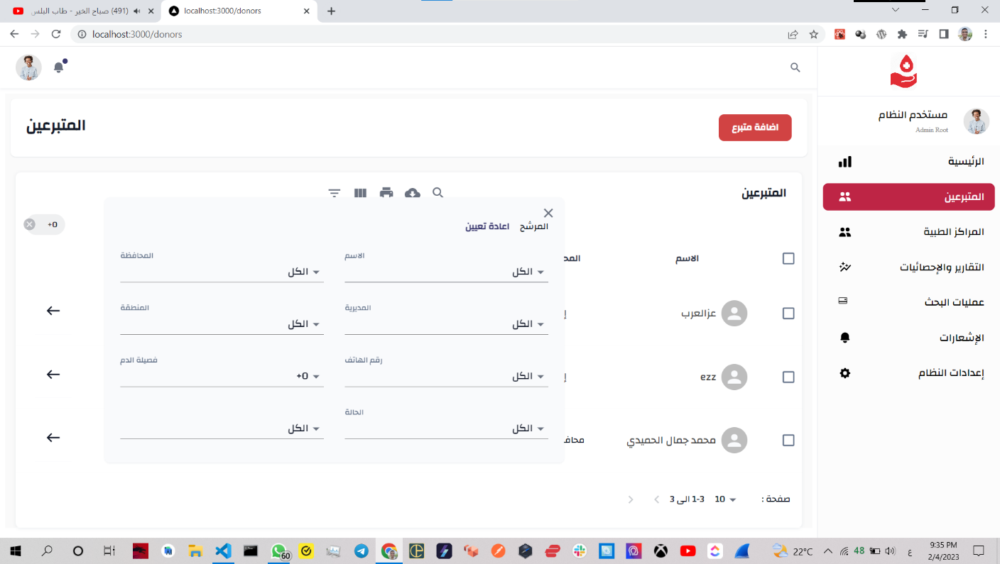 (491) صباح الخير - طاب البلس
localhost:3000/donors
localhost:3000/donors
مستخدم النظام
Admin Root
الرئيسية
المتبرعين
المراكز الطبية
التقارير والإحصائيات
عمليات البحث
الإشعارات
إعدادات النظام
اضافة متبرع
المتبرعين
المتبرعين
O+
المرشح اعادة تعيين
الاسم
الكل
المحافظة
الكل
المديرية
الكل
المنطقة
الكل
رقم الهاتف
الكل
فصيلة الدم
O+
الحالة
الكل
الكل
الاسم
المح
عزالعرب
إ
ezz
إ
محمد جمال الحميدي
محاف
صفحة :
10
1-3 الى 3
60
22°C
48
ع
9:35 PM
2/4/2023